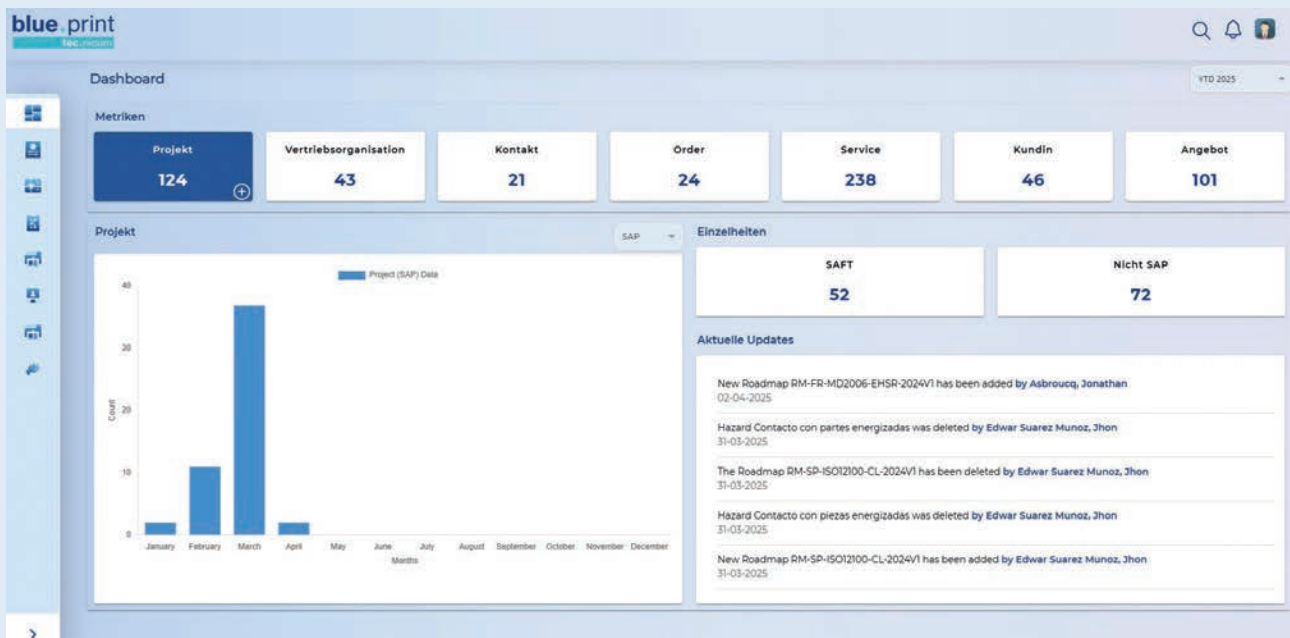 blue.print
Dashboard
YTD 2025
Metriken
Projekt
124
Vertriebsorganisation
43
Kontakt
21
Order
24
Service
238
Kundin
46
Angebot
101
Projekt
SAP
Project (SAP) Data
Count
40
30
20
10
0
January February March April May June July August September October November December
Months
Einzelheiten
SAFT
52
Nicht SAP
72
Aktuelle Updates
New Roadmap RM-FR-MD2006-EHSR-2024V1 has been added by Asbroucq, Jonathan
02-04-2025
Hazard Contacto con partes energizadas was deleted by Edwar Suarez Munoz, Jhon
31-03-2025
The Roadmap RM-SP-ISO12100-CL-2024V1 has been deleted by Edwar Suarez Munoz, Jhon
31-03-2025
Hazard Contacto con piezas energizadas was deleted by Edwar Suarez Munoz, Jhon
31-03-2025
New Roadmap RM-SP-ISO12100-CL-2024V1 has been added by Edwar Suarez Munoz, Jhon
31-03-2025